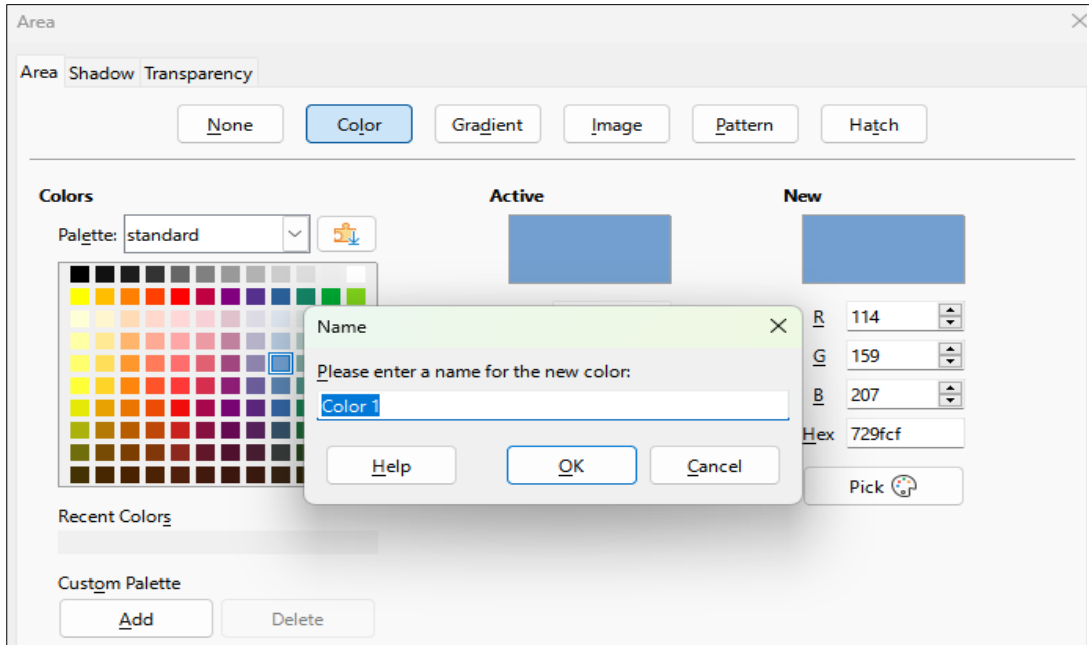 Area
Area Shadow Transparency
None Color Gradient Image Pattern Hatch
Colors
Palette: standard
Active
New
Name
Please enter a name for the new color:
Color 1
Help OK Cancel
R 114
G 159
B 207
Hex 729fcf
Pick
Recent Colors
Custom Palette
Add Delete